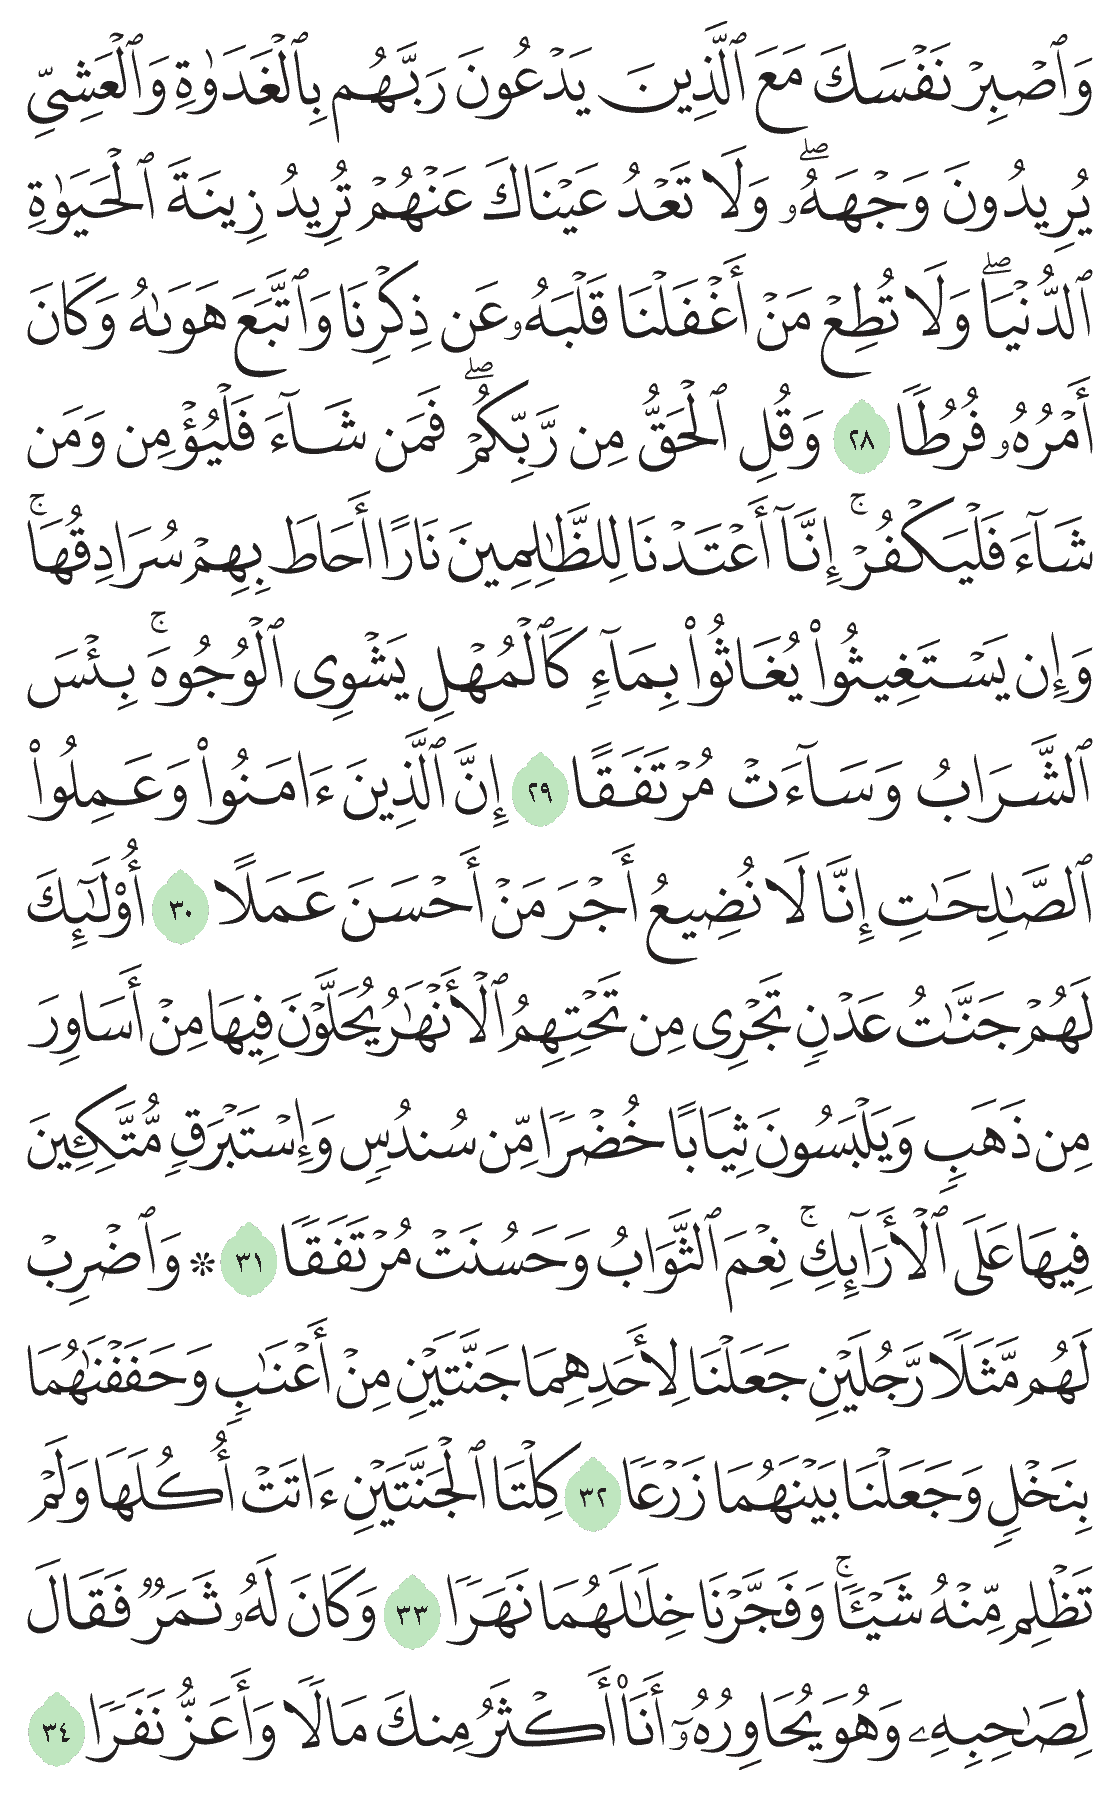 وَٱصۡبِرۡ نَفۡسَكَ مَعَ ٱلَّذِينَ يَدۡعُونَ رَبَّهُم بِٱلۡغَدَوٰةِ وَٱلۡعَشِيِّ
يُرِيدُونَ وَجۡهَهُۥۖ وَلَا تَعۡدُ عَيۡنَاكَ عَنۡهُمۡ تُرِيدُ زِينَةَ ٱلۡحَيَوٰةِ
ٱلدُّنۡيَاۖ وَلَا تُطِعۡ مَنۡ أَغۡفَلۡنَا قَلۡبَهُۥ عَن ذِكۡرِنَا وَٱتَّبَعَ هَوَىٰهُ وَكَانَ
أَمۡرُهُۥ فُرُطٗا ٢٨ وَقُلِ ٱلۡحَقُّ مِن رَّبِّكُمۡۖ فَمَن شَآءَ فَلۡيُؤۡمِن وَمَن
شَآءَ فَلۡيَكۡفُرۡۚ إِنَّآ أَعۡتَدۡنَا لِلظَّٰلِمِينَ نَارًا أَحَاطَ بِهِمۡ سُرَادِقُهَاۚ
وَإِن يَسۡتَغِيثُواْ يُغَاثُواْ بِمَآءٖ كَٱلۡمُهۡلِ يَشۡوِي ٱلۡوُجُوهَۚ بِئۡسَ
ٱلشَّرَابُ وَسَآءَتۡ مُرۡتَفَقًا ٢٩ إِنَّ ٱلَّذِينَ ءَامَنُواْ وَعَمِلُواْ
ٱلصَّٰلِحَٰتِ إِنَّا لَا نُضِيعُ أَجۡرَ مَنۡ أَحۡسَنَ عَمَلًا ٣٠ أُوْلَٰٓئِكَ
لَهُمۡ جَنَّٰتُ عَدۡنٖ تَجۡرِي مِن تَحۡتِهِمُ ٱلۡأَنۡهَٰرُ يُحَلَّوۡنَ فِيهَا مِنۡ أَسَاوِرَ
مِن ذَهَبٖ وَيَلۡبَسُونَ ثِيَابًا خُضۡرٗا مِّن سُندُسٖ وَإِسۡتَبۡرَقٖ مُّتَّكِـِٔينَ
فِيهَا عَلَى ٱلۡأَرَآئِكِۚ نِعۡمَ ٱلثَّوَابُ وَحَسُنَتۡ مُرۡتَفَقٗا ٣١ ۞ وَٱضۡرِبۡ
لَهُم مَّثَلٗا رَّجُلَيۡنِ جَعَلۡنَا لِأَحَدِهِمَا جَنَّتَيۡنِ مِنۡ أَعۡنَٰبٖ وَحَفَفۡنَٰهُمَا
بِنَخۡلٖ وَجَعَلۡنَا بَيۡنَهُمَا زَرۡعٗا ٣٢ كِلۡتَا ٱلۡجَنَّتَيۡنِ ءَاتَتۡ أُكُلَهَا وَلَمۡ
تَظۡلِم مِّنۡهُ شَيۡـٔٗاۚ وَفَجَّرۡنَا خِلَٰلَهُمَا نَهَرٗا ٣٣ وَكَانَ لَهُۥ ثَمَرٞ فَقَالَ
لِصَٰحِبِهِۦ وَهُوَ يُحَاوِرُهُۥٓ أَنَا۠ أَكۡثَرُ مِنكَ مَالٗا وَأَعَزُّ نَفَرٗا ٣٤